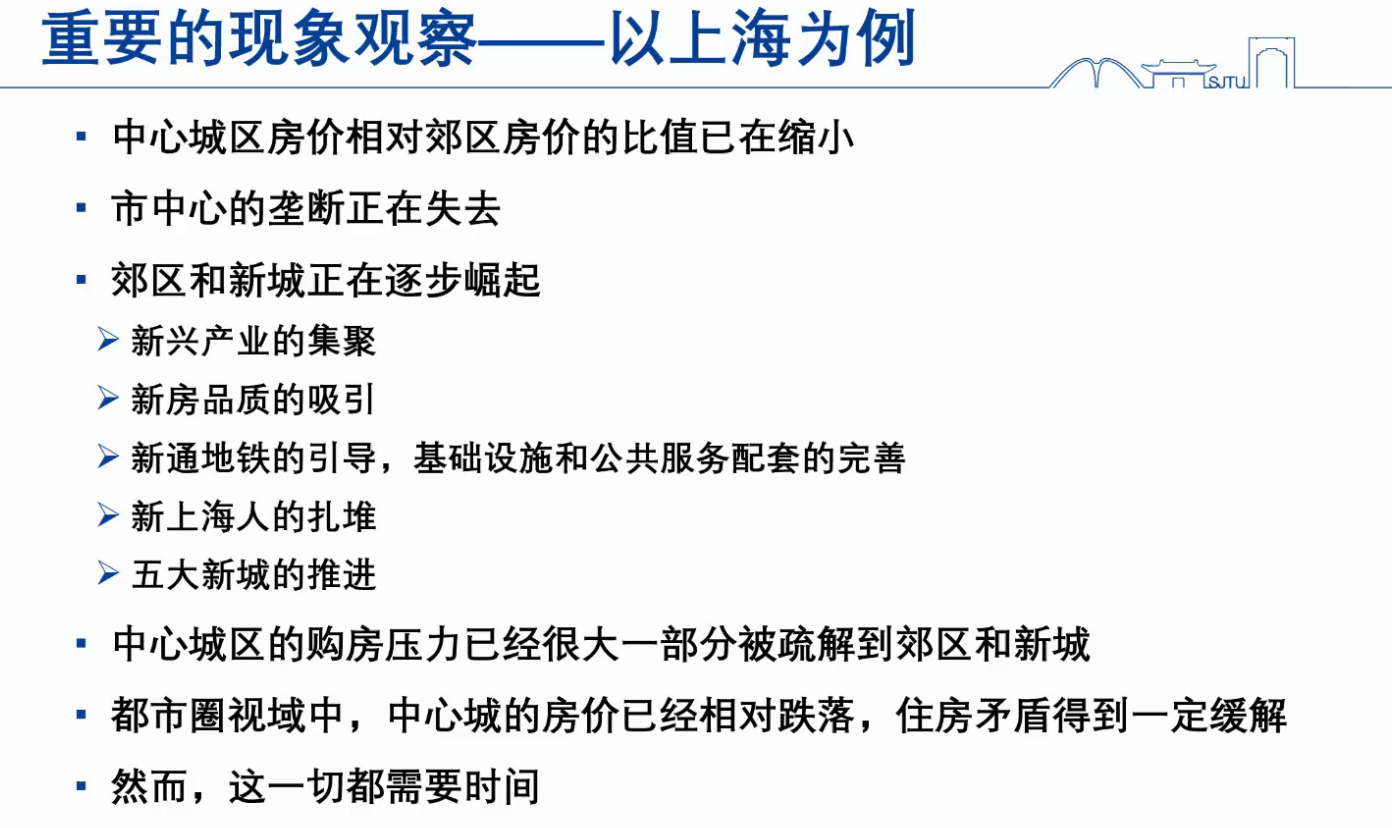 重要的现象观察——以上海为例
SJTU
中心城区房价相对郊区房价的比值已在缩小
市中心的垄断正在失去
郊区和新城正在逐步崛起
新兴产业的集聚
新房品质的吸引
新通地铁的引导，基础设施和公共服务配套的完善
新上海人的扎堆
五大新城的推进
中心城区的购房压力已经很大一部分被疏解到郊区和新城
都市圈视域中，中心城的房价已经相对跌落，住房矛盾得到一定缓解
然而，这一切都需要时间